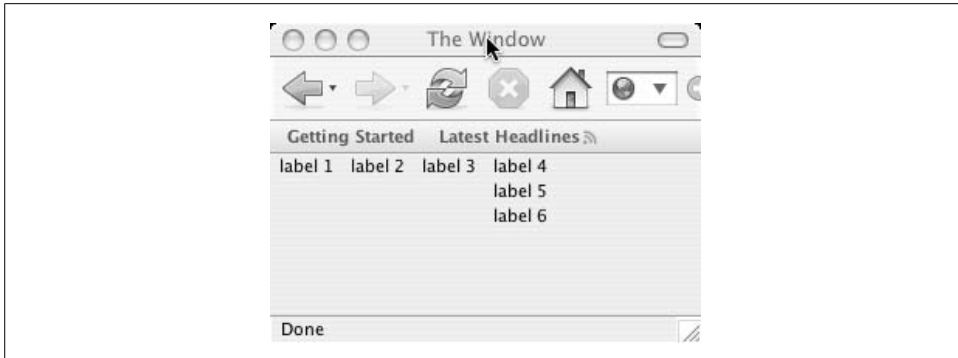 The Window
Getting Started Latest Headlines
label 1 label 2 label 3 label 4
label 5
label 6
Done